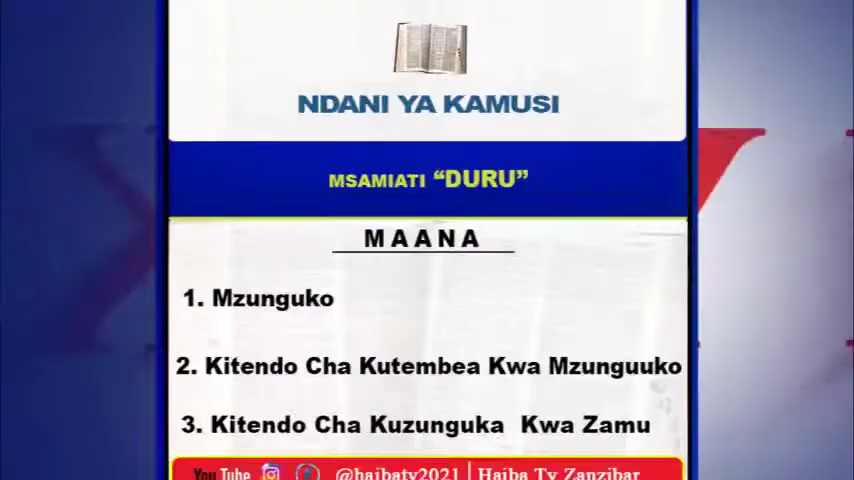 NDANI YA KAMUSI
MSAMIATI “DURU”
MAANA
1. Mzunguko
2. Kitendo Cha Kutembea Kwa Mzunguuko
3. Kitendo Cha Kuzunguka Kwa Zamu
YouTube @haibatv2021 | Haiba Tv Zanzibar